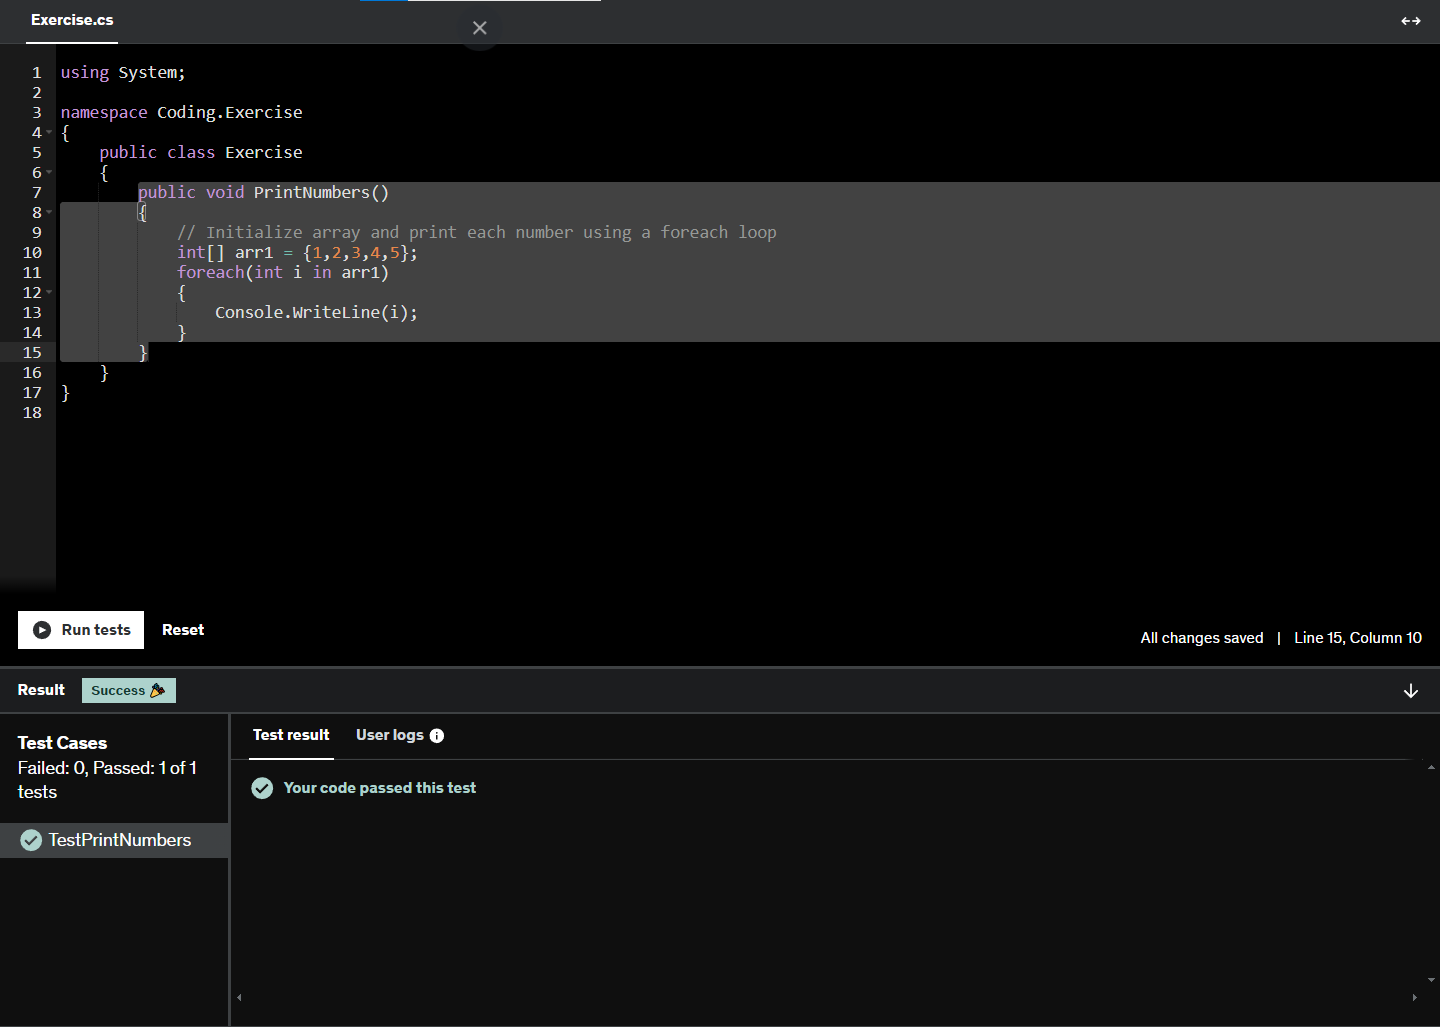 Exercise.cs
1 using System;
2
3 namespace Coding.Exercise
4 {
5     public class Exercise
6     {
7         public void PrintNumbers()
8         {
9             // Initialize array and print each number using a foreach loop
10             int[] arr1 = {1,2,3,4,5};
11             foreach(int i in arr1)
12             {
13                 Console.WriteLine(i);
14             }
15         }
16     }
17 }
18
Run tests Reset
All changes saved | Line 15, Column 10
Result Success
Test Cases
Failed: 0, Passed: 1 of 1
tests
TestPrintNumbers
Test result User logs
Your code passed this test